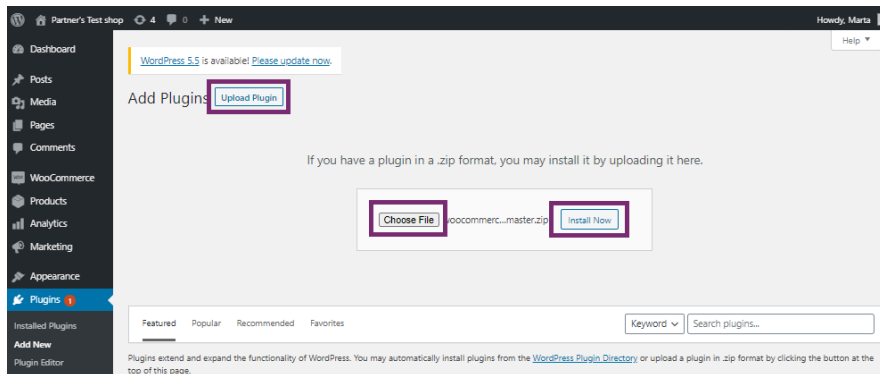 Partner's Test shop 4 0 + New Howdy, Marta
Help
Dashboard
WordPress 5.5 is available! Please update now.
Posts
Media
Add Plugins Upload Plugin
Pages
Comments
If you have a plugin in a .zip format, you may install it by uploading it here.
WooCommerce
Products
Choose File woocommerc...master.zip Install Now
Analytics
Marketing
Appearance
Plugins 1
Installed Plugins
Featured Popular Recommended Favorites Keyword Search plugins...
Add New
Plugin Editor
Plugins extend and expand the functionality of WordPress. You may automatically install plugins from the WordPress Plugin Directory or upload a plugin in .zip format by clicking the button at the
top of this page.